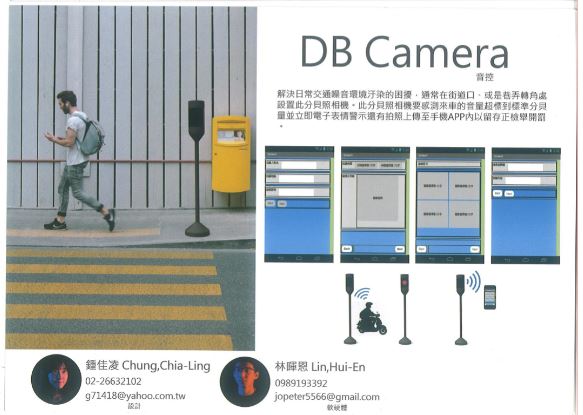 DB Camera
音控
解決日常交通噪音環境汙染的困擾，通常在街道口、或是巷弄轉角處
設置此分貝照相機。此分貝照相機要感測來車的音量超標到標準分貝
量並立即電子表情警示還有拍照上傳至手機APP內以留存正檢舉開罰
。
鍾佳凌 Chung,Chia-Ling
02-26632102
g71418@yahoo.com.tw
設計
林暉恩 Lin,Hui-En
0989193392
jopeter5566@gmail.com
軟硬體